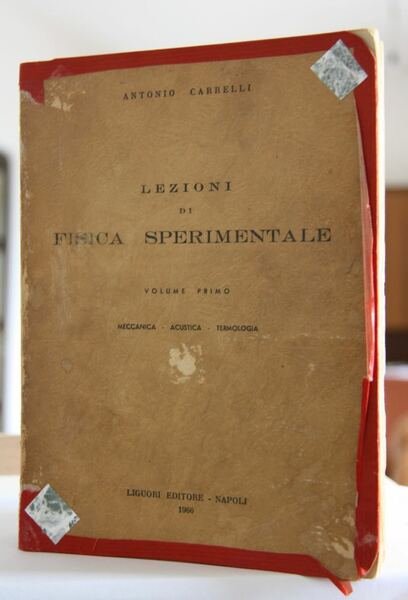 ANTONIO CARRELLI
LEZIONI
DI
FISICA SPERIMENTALE
VOLUME PRIMO
MECCANICA - ACUSTICA - TERMOLOGIA
LIGUORI EDITORE - NAPOLI
1966